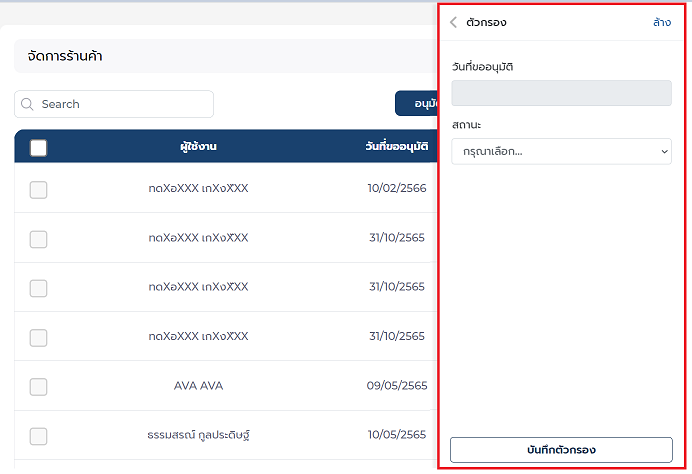 จัดการร้านค้า
Search
ผู้ใช้งาน วันที่ขออนุมัติ
ทดXอXXX เทXงXXX 10/02/2566
ทดXอXXX เทXงXXX 31/10/2565
ทดXอXXX เทXงXXX 31/10/2565
ทดXอXXX เทXงXXX 31/10/2565
AVA AVA 09/05/2565
ธรรมสรณ์ กูลประดิษฐ์ 10/05/2565
ตัวกรอง ล้าง
วันที่ขออนุมัติ
สถานะ
กรุณาเลือก...
บันทึกตัวกรอง